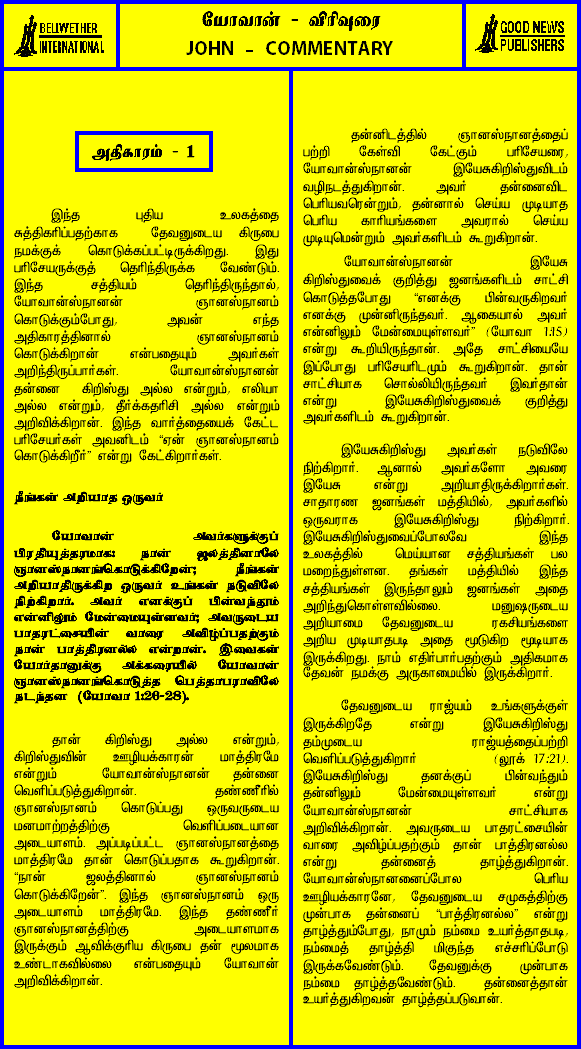 BELWETHER
INTERNATIONAL
யோவான் - விரிவுரை
JOHN - COMMENTARY
GOOD NEWS
PUBLISHERS
அதிகாரம் - 1
இந்த புதிய உலகத்தை
சுத்திகரிப்பதற்காக தேவனுடைய கிருபை
நமக்குக் கொடுக்கப்பட்டிருக்கிறது. இது
பரிசேயருக்குத் தெரிந்திருக்க வேண்டும்.
இந்த சத்தியம் தெரிந்திருந்தால்,
யோவான்ஸ்நானன் ஞானஸ்நானம்
கொடுக்கும்போது, அவன் எந்த
அதிகாரத்தினால் ஞானஸ்நானம்
கொடுக்கிறான் என்பதையும் அவர்கள்
அறிந்திருப்பார்கள். யோவான்ஸ்நானன்
தன்னை கிறிஸ்து அல்ல என்றும், எலியா
அல்ல என்றும், தீர்க்கதரிசி அல்ல என்றும்
அறிவிக்கிறான். இந்த வார்த்தையைக் கேட்ட
பரிசேயர்கள் அவனிடம் “ஏன் ஞானஸ்நானம்
கொடுக்கிறீர்” என்று கேட்கிறார்கள்.
நீங்கள் அறியாத ஒருவர்
யோவான் அவர்களுக்குப்
பிரதியுத்தரமாக: நான் ஜலத்தினாலே
ஞானஸ்நானங்கொடுக்கிறேன்; நீங்கள்
அறியாதிருக்கிற ஒருவர் உங்கள் நடுவிலே
நிற்கிறார். அவர் எனக்குப் பின்வந்தும்
என்னிலும் மேன்மையுள்ளவர்; அவருடைய
பாதரட்சையின் வாரை அவிழ்ப்பதற்கும்
நான் பாத்திரனல்ல என்றான். இவைகள்
யோர்தானுக்கு அக்கரையில் யோவான்
ஞானஸ்நானங்கொடுத்த பெத்தாபராவிலே
நடந்தன (யோவா 1:26-28).
தான் கிறிஸ்து அல்ல என்றும்,
கிறிஸ்துவின் ஊழியக்காரன் மாத்திரமே
என்றும் யோவான்ஸ்நானன் தன்னை
வெளிப்படுத்துகிறான். தண்ணீரில்
ஞானஸ்நானம் கொடுப்பது ஒருவருடைய
மனமாற்றத்திற்கு வெளிப்படையான
அடையாளம். அப்படிப்பட்ட ஞானஸ்நானத்தை
மாத்திரமே தான் கொடுப்பதாக கூறுகிறான்.
“நான் ஜலத்தினால் ஞானஸ்நானம்
கொடுக்கிறேன்”. இந்த ஞானஸ்நானம் ஒரு
அடையாளம் மாத்திரமே. இந்த தண்ணீர்
ஞானஸ்நானத்திற்கு அடையாளமாக
இருக்கும் ஆவிக்குரிய கிருபை தன் மூலமாக
உண்டாகவில்லை என்பதையும் யோவான்
அறிவிக்கிறான்.
தன்னிடத்தில் ஞானஸ்நானத்தைப்
பற்றி கேள்வி கேட்கும் பரிசேயரை,
யோவான்ஸ்நானன் இயேசுகிறிஸ்துவிடம்
வழிநடத்துகிறான். அவர் தன்னைவிட
பெரியவரென்றும், தன்னால் செய்ய முடியாத
பெரிய காரியங்களை அவரால் செய்ய
முடியுமென்றும் அவர்களிடம் கூறுகிறான்.
யோவான்ஸ்நானன் இயேசு
கிறிஸ்துவைக் குறித்து ஜனங்களிடம் சாட்சி
கொடுத்தபோது “எனக்கு பின்வருகிறவர்
எனக்கு முன்னிருந்தவர். ஆகையால் அவர்
என்னிலும் மேன்மையுள்ளவர்” (யோவா 1:15)
என்று கூறியிருந்தான். அதே சாட்சியையே
இப்போது பரிசேயரிடமும் கூறுகிறான். தான்
சாட்சியாக சொல்லியிருந்தவர் இவர்தான்
என்று இயேசுகிறிஸ்துவைக் குறித்து
அவர்களிடம் கூறுகிறான்.
இயேசுகிறிஸ்து அவர்கள் நடுவிலே
நிற்கிறார். ஆனால் அவர்களோ அவரை
இயேசு என்று அறியாதிருக்கிறார்கள்.
சாதாரண ஜனங்கள் மத்தியில், அவர்களில்
ஒருவராக இயேசுகிறிஸ்து நிற்கிறார்.
இயேசுகிறிஸ்துவைப்போலவே இந்த
உலகத்தில் மெய்யான சத்தியங்கள் பல
மறைந்துள்ளன. தங்கள் மத்தியில் இந்த
சத்தியங்கள் இருந்தாலும் ஜனங்கள் அதை
அறிந்துகொள்ளவில்லை. மனுஷருடைய
அறியாமை தேவனுடைய ரகசியங்களை
அறிய முடியாதபடி அதை மூடுகிற மூடியாக
இருக்கிறது. நாம் எதிர்பார்பதற்கும் அதிகமாக
தேவன் நமக்கு அருகாமையில் இருக்கிறார்.
தேவனுடைய ராஜ்யம் உங்களுக்குள்
இருக்கிறதே என்று இயேசுகிறிஸ்து
தம்முடைய ராஜ்யத்தைப்பற்றி
வெளிப்படுத்துகிறார் (லூக் 17:21).
இயேசுகிறிஸ்து தனக்குப் பின்வந்தும்
தன்னிலும் மேன்மையுள்ளவர் என்று
யோவான்ஸ்நானன் சாட்சியாக
அறிவிக்கிறான். அவருடைய பாதரட்சையின்
வாரை அவிழ்ப்பதற்கும் தான் பாத்திரனல்ல
என்று தன்னைத் தாழ்த்துகிறான்.
யோவான்ஸ்நானனைப்போல பெரிய
ஊழியக்காரனே, தேவனுடைய சமுகத்திற்கு
முன்பாக தன்னைப் “பாத்திரனல்ல” என்று
தாழ்த்தும்போது, நாமும் நம்மை உயர்த்தாதபடி,
நம்மைத் தாழ்த்தி மிகுந்த எச்சரிப்போடு
இருக்கவேண்டும். தேவனுக்கு முன்பாக
நம்மை தாழ்த்தவேண்டும். தன்னைத்தான்
உயர்த்துகிறவன் தாழ்த்தப்படுவான்.